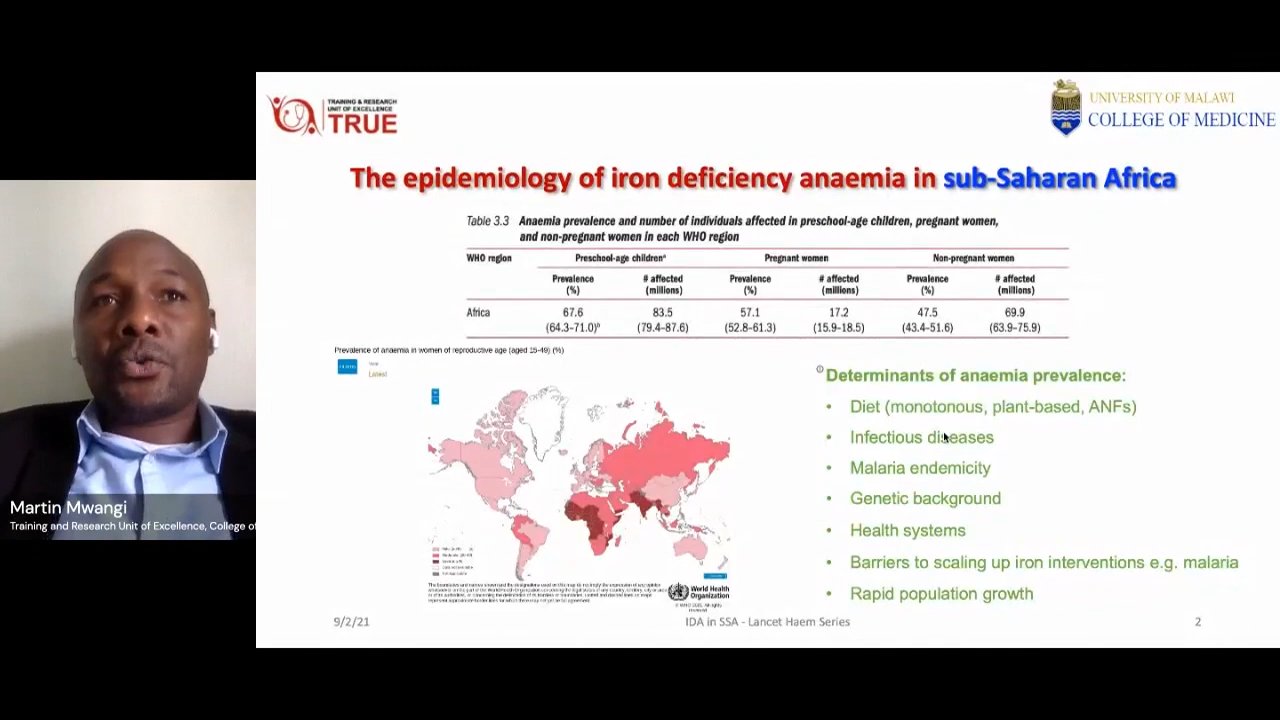 TRAINING & RESEARCH
UNIT OF EXCELLENCE
TRUE
UNIVERSITY OF MALAWI
COLLEGE OF MEDICINE
The epidemiology of iron deficiency anaemia in sub-Saharan Africa
Table 3.3 Anaemia prevalence and number of individuals affected in preschool-age children, pregnant women,
and non-pregnant women in each WHO region
WHO region Preschool-age childrenᵃ Pregnant women Non-pregnant women
Prevalence # affected Prevalence # affected Prevalence # affected
(%) (millions) (%) (millions) (%) (millions)
Africa 67.6 83.5 57.1 17.2 47.5 69.9
(64.3–71.0)ᵇ (79.4–87.6) (52.8–61.3) (15.9–18.5) (43.4–51.6) (63.9–75.9)
Prevalence of anaemia in women of reproductive age (aged 15-49) (%)
Latest
World Health
Organization
© WHO 2021. All rights
reserved
Determinants of anaemia prevalence:
• Diet (monotonous, plant-based, ANFs)
• Infectious diseases
• Malaria endemicity
• Genetic background
• Health systems
• Barriers to scaling up iron interventions e.g. malaria
• Rapid population growth
9/2/21 IDA in SSA - Lancet Haem Series 2
Martin Mwangi
Training and Research Unit of Excellence, College of